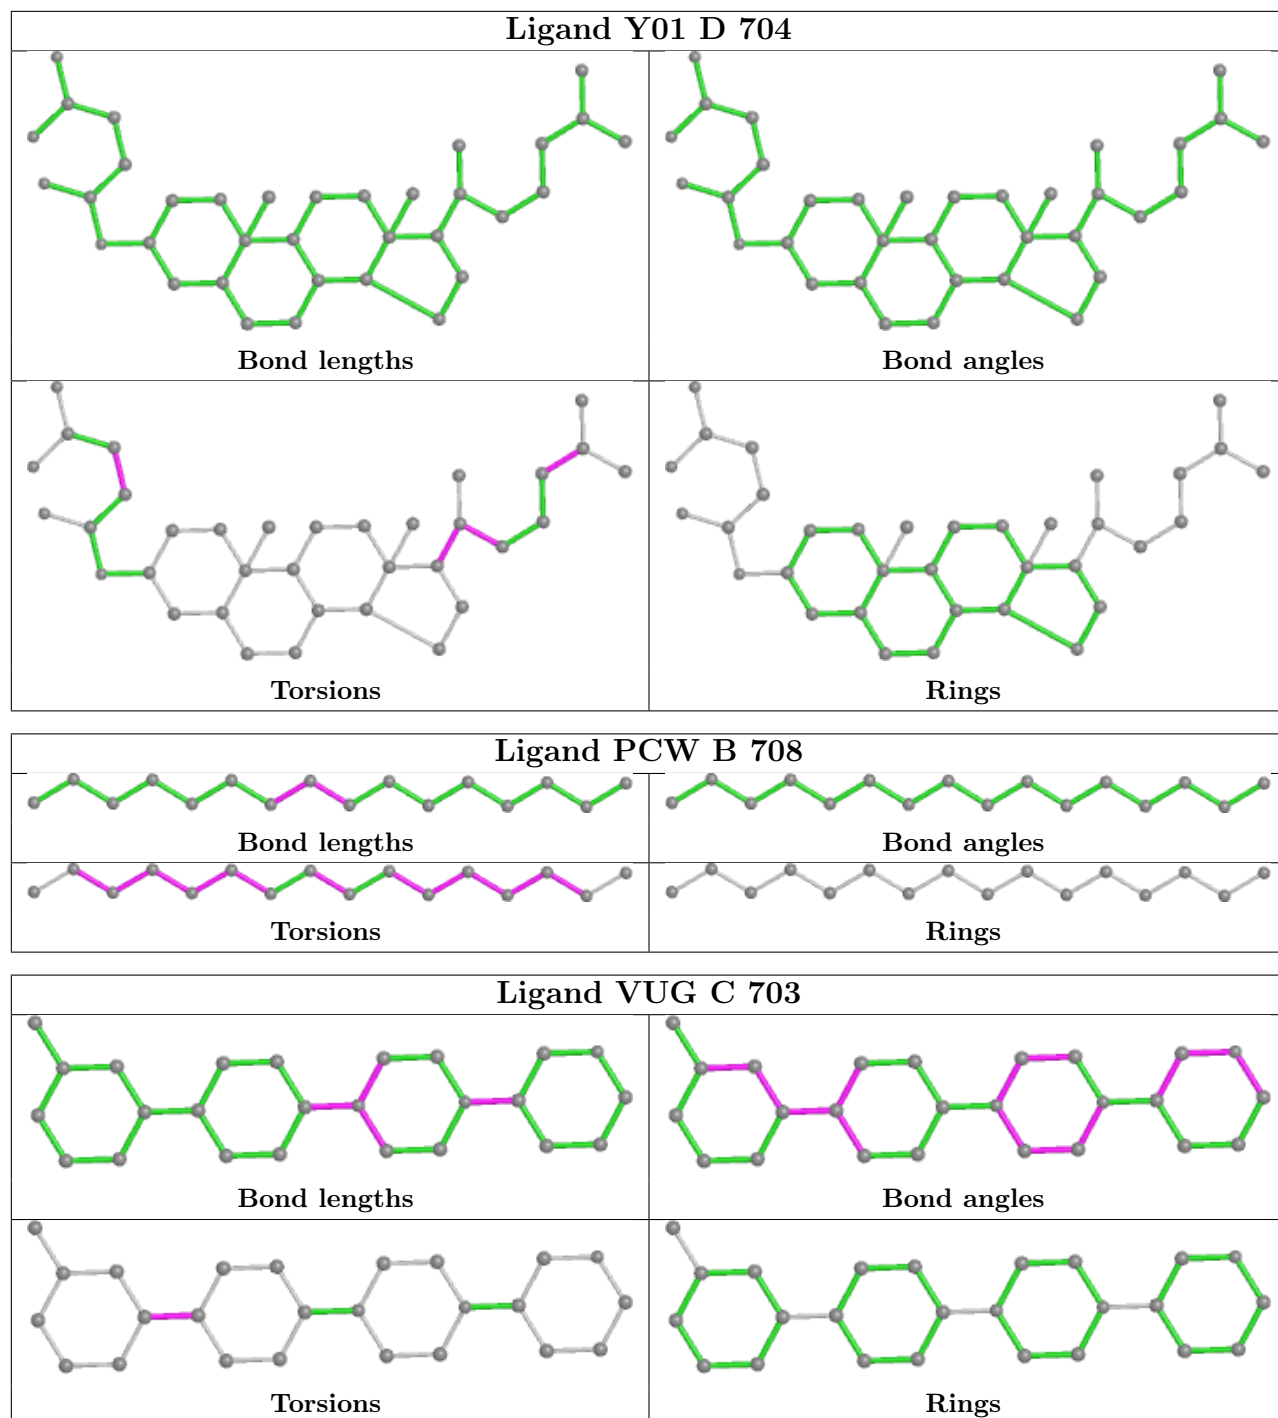 Ligand Y01 D 704
Bond lengths
Bond angles
Torsions
Rings
Ligand PCW B 708
Bond lengths
Bond angles
Torsions
Rings
Ligand VUG C 703
Bond lengths
Bond angles
Torsions
Rings